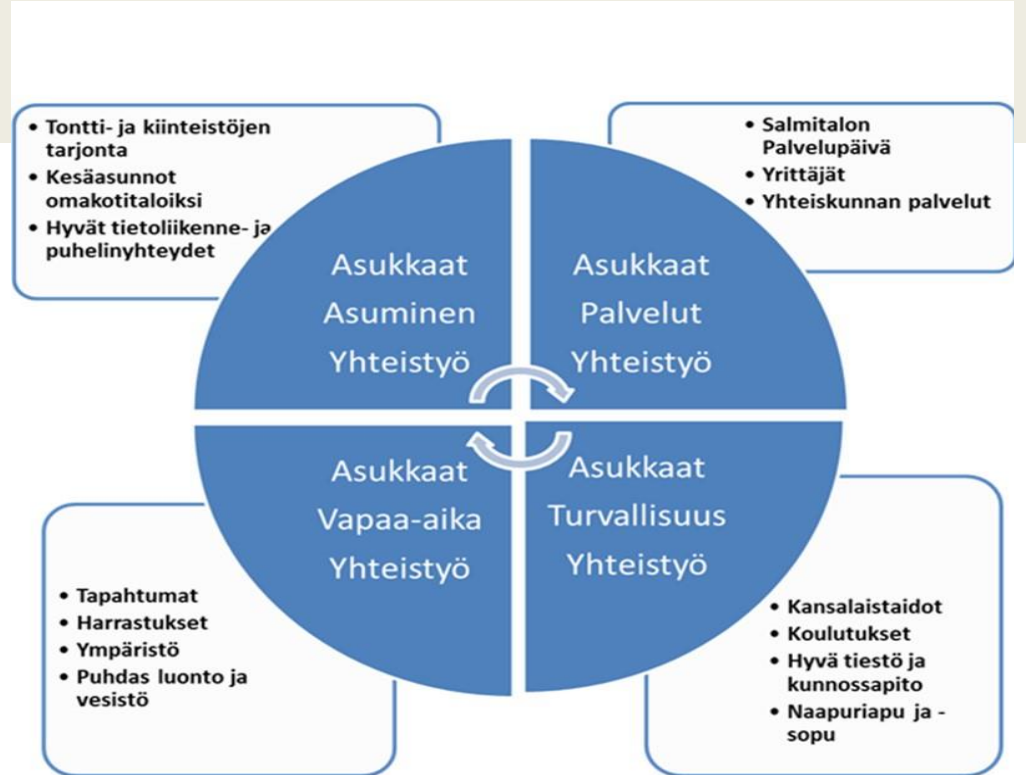 • Tontti- ja kiinteistöjen
tarjonta
• Kesäasunnot
omakotitaloiksi
• Hyvät tietoliikenne- ja
puhelinyhteydet
• Salmitalon
Palvelupäivä
• Yrittäjät
• Yhteiskunnan palvelut
Asukkaat
Asuminen
Yhteistyö
Asukkaat
Palvelut
Yhteistyö
Asukkaat
Vapaa-aika
Yhteistyö
Asukkaat
Turvallisuus
Yhteistyö
• Tapahtumat
• Harrastukset
• Ympäristö
• Puhdas luonto ja
vesistö
• Kansalaistaidot
• Koulutukset
• Hyvä tiestö ja
kunnossapito
• Naapuriapu ja -
sopu